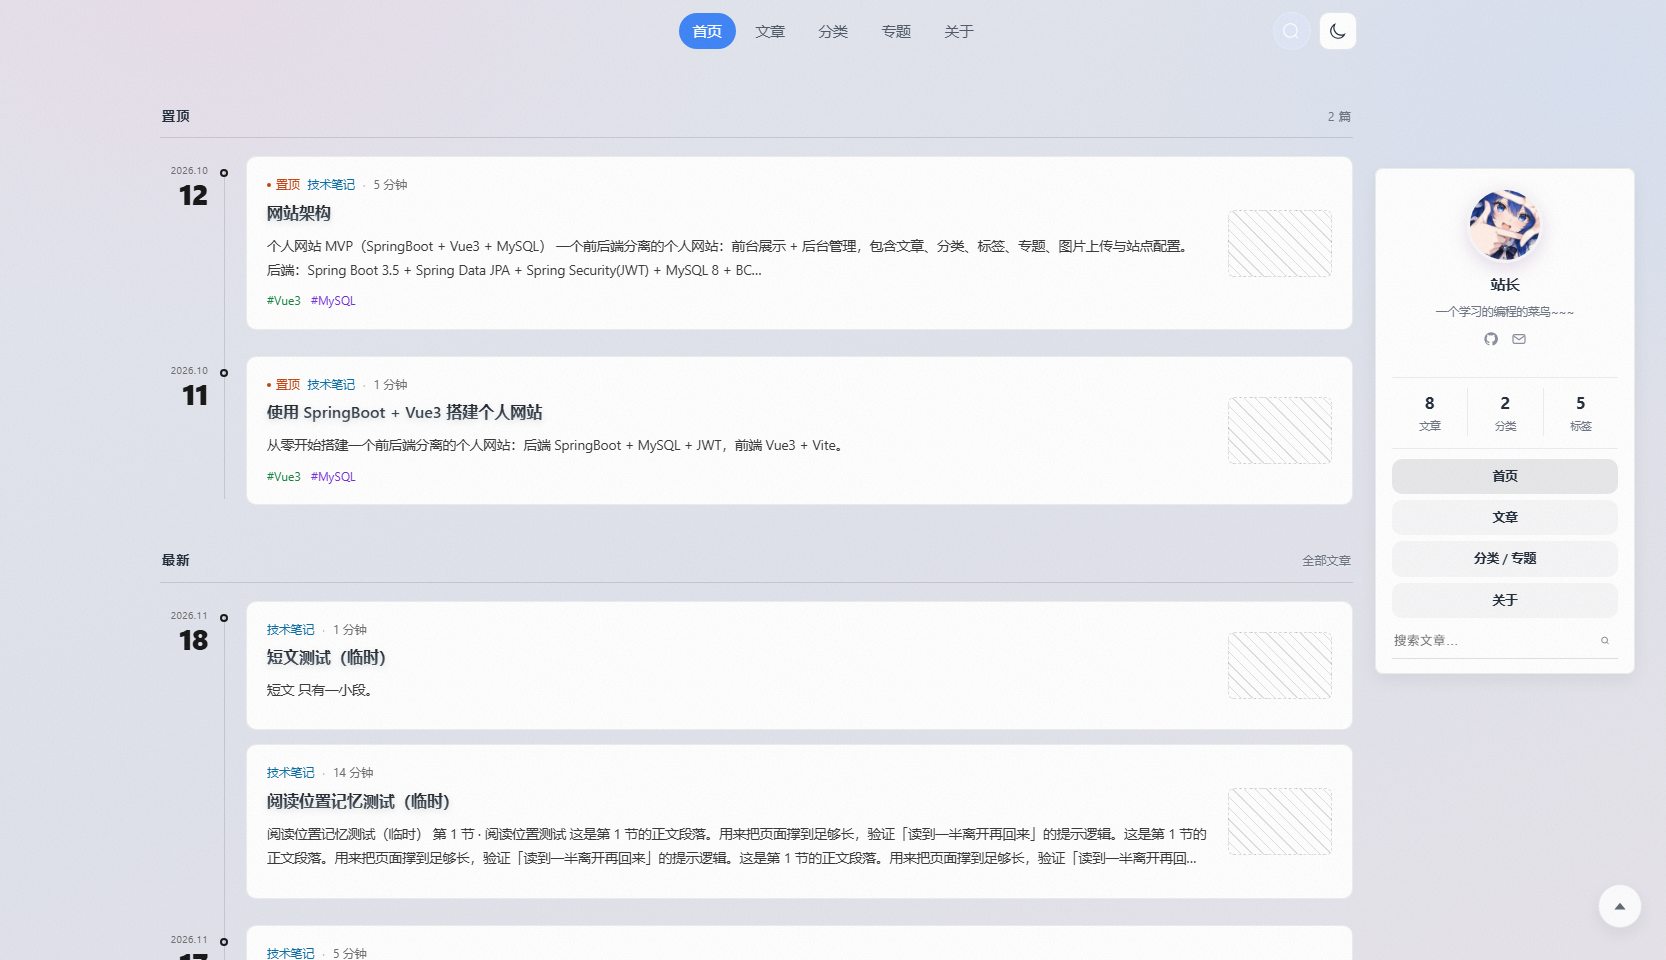 首页 文章 分类 专题 关于
置顶 2 篇
2026.10
12
置顶 技术笔记 · 5 分钟
网站架构
个人网站 MVP（SpringBoot + Vue3 + MySQL） 一个前后端分离的个人网站：前台展示 + 后台管理，包含文章、分类、标签、专题、图片上传与站点配置。
后端：Spring Boot 3.5 + Spring Data JPA + Spring Security(JWT) + MySQL 8 + BC...
#Vue3 #MySQL
2026.10
11
置顶 技术笔记 · 1 分钟
使用 SpringBoot + Vue3 搭建个人网站
从零开始搭建一个前后端分离的个人网站：后端 SpringBoot + MySQL + JWT，前端 Vue3 + Vite。
#Vue3 #MySQL
最新 全部文章
2026.11
18
技术笔记 · 1 分钟
短文测试（临时）
短文 只有一小段。
技术笔记 · 14 分钟
阅读位置记忆测试（临时）
阅读位置记忆测试（临时） 第 1 节 · 阅读位置测试 这是第 1 节的正文段落。用来把页面撑到足够长，验证「读到一半离开再回来」的提示逻辑。这是第 1 节的
正文段落。用来把页面撑到足够长，验证「读到一半离开再回来」的提示逻辑。这是第 1 节的正文段落。用来把页面撑到足够长，验证「读到一半离开再回...
2026.11
17
技术笔记 · 5 分钟
站长
一个学习的编程的菜鸟~~~
8 2 5
文章 分类 标签
首页
文章
分类 / 专题
关于
搜索文章...